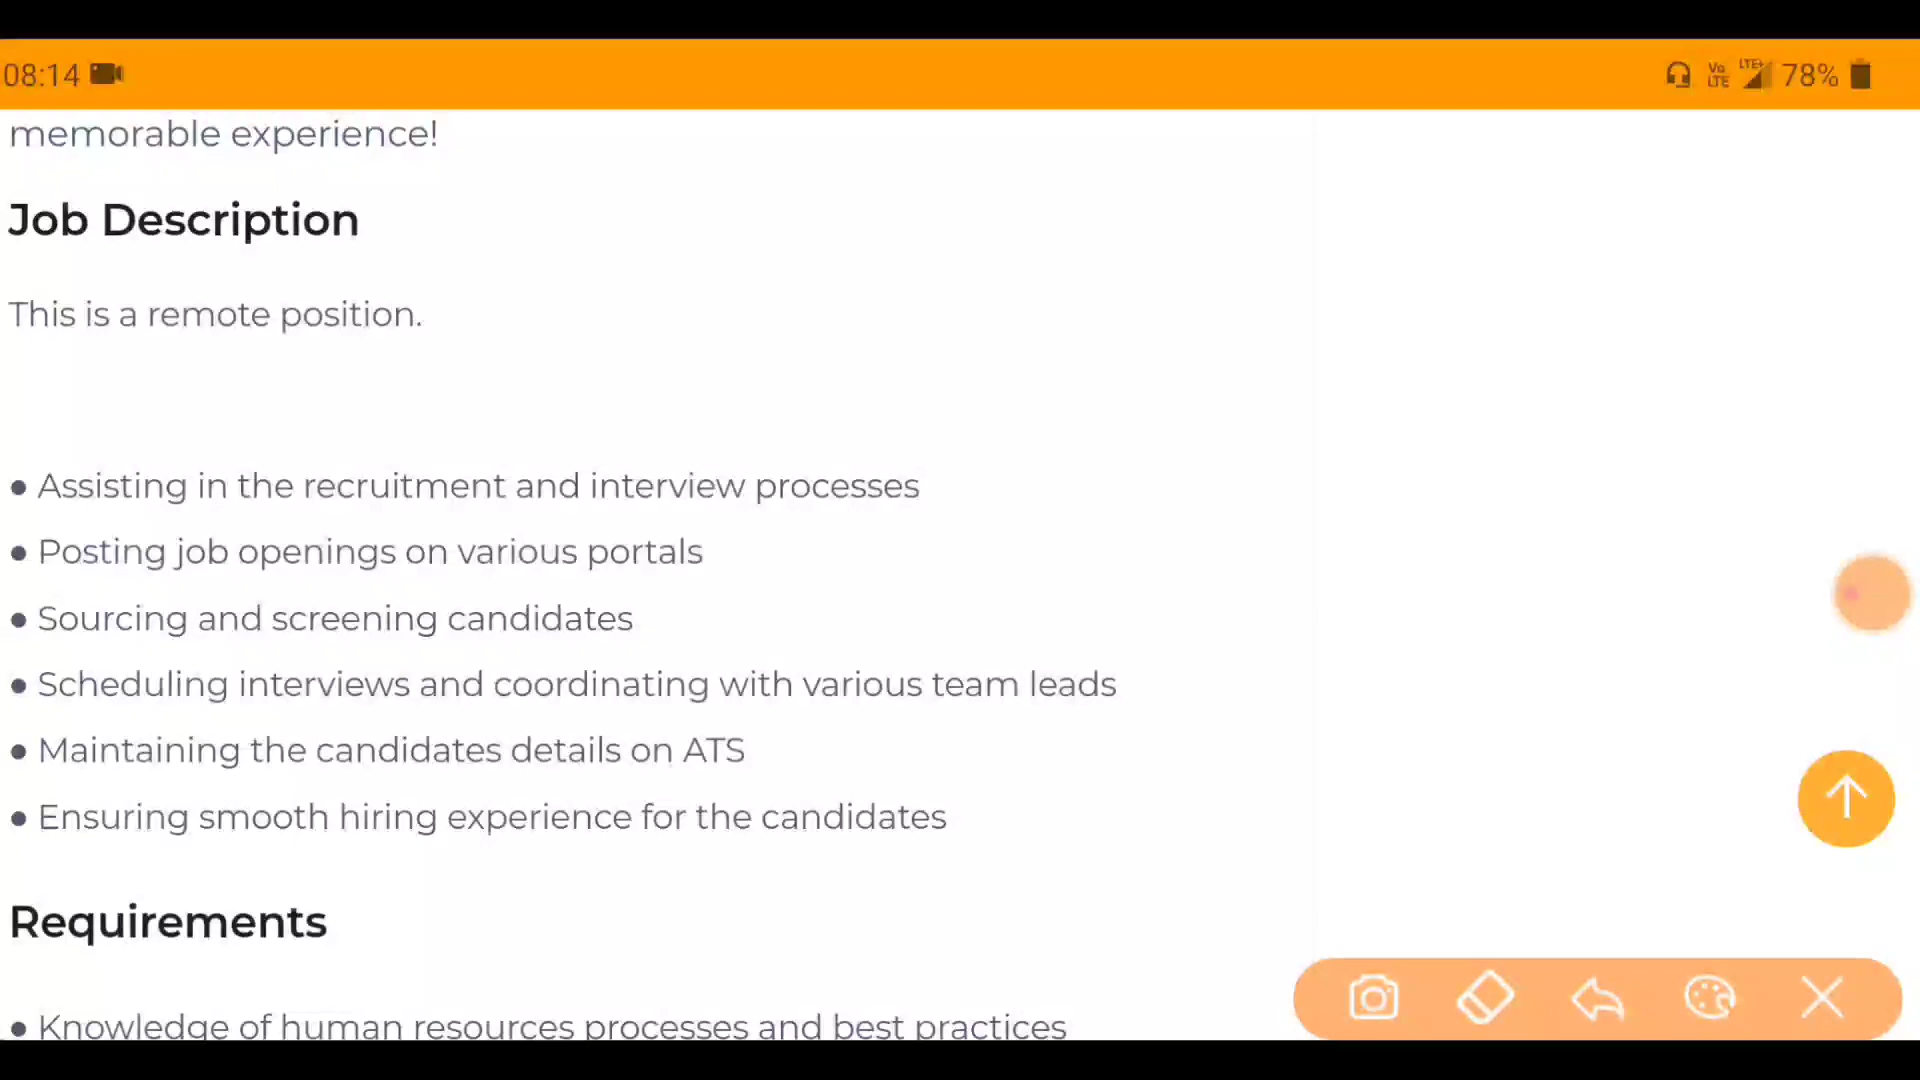 08:14 Vo LTE LTE+ 78%
memorable experience!
Job Description
This is a remote position.
● Assisting in the recruitment and interview processes
● Posting job openings on various portals
● Sourcing and screening candidates
● Scheduling interviews and coordinating with various team leads
● Maintaining the candidates details on ATS
● Ensuring smooth hiring experience for the candidates
Requirements
● Knowledge of human resources processes and best practices